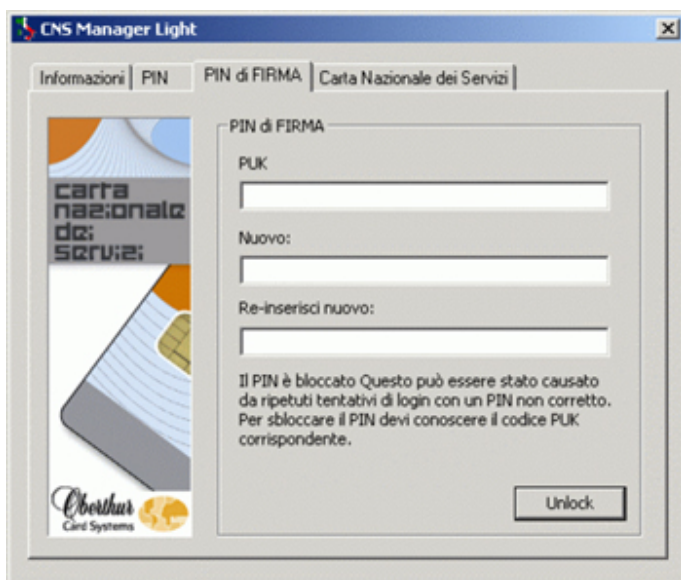 CNS Manager Light
Informazioni PIN PIN di FIRMA Carta Nazionale dei Servizi
carta
nazionale
dei
servizi
Oberthur
Card Systems
PIN di FIRMA
PUK
Nuovo:
Re-inserisci nuovo:
Il PIN è bloccato Questo può essere stato causato
da ripetuti tentativi di login con un PIN non corretto.
Per sbloccare il PIN devi conoscere il codice PUK
corrispondente.
Unlock